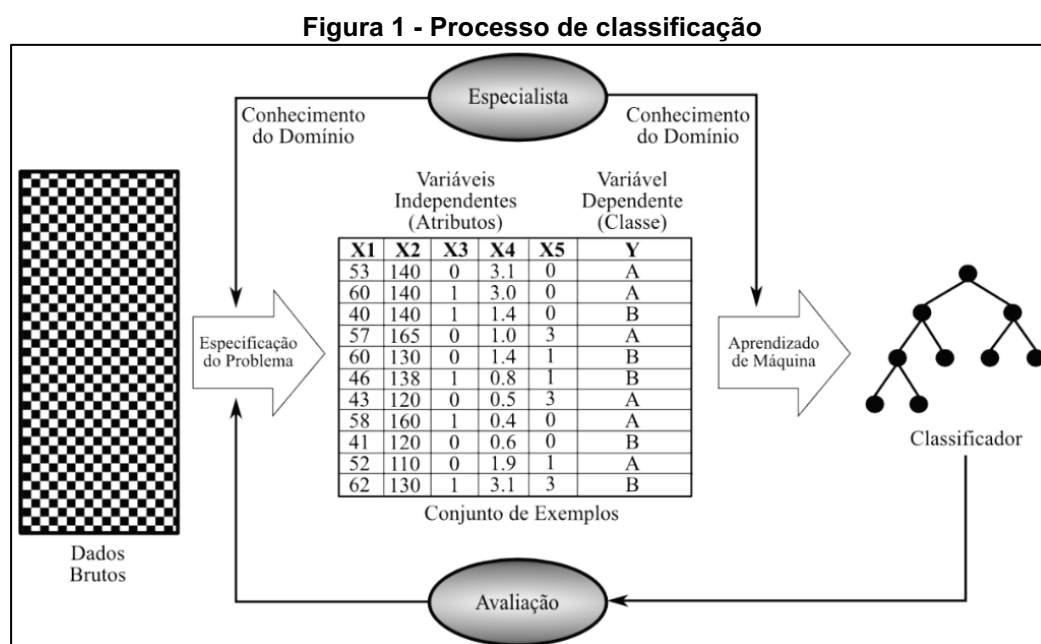 Figura 1 - Processo de classificação
Especialista
Conhecimento
do Domínio
Conhecimento
do Domínio
Variáveis
Independentes
(Atributos)
Variável
Dependente
(Classe)
X1 X2 X3 X4 X5 Y
53 140 0 3.1 0 A
60 140 1 3.0 0 A
40 140 1 1.4 0 B
57 165 0 1.0 3 A
60 130 0 1.4 1 B
46 138 1 0.8 1 B
43 120 0 0.5 3 A
58 160 1 0.4 0 A
41 120 0 0.6 0 B
52 110 0 1.9 1 A
62 130 1 3.1 3 B
Conjunto de Exemplos
Especificação
do Problema
Aprendizado
de Máquina
Classificador
Dados
Brutos
Avaliação